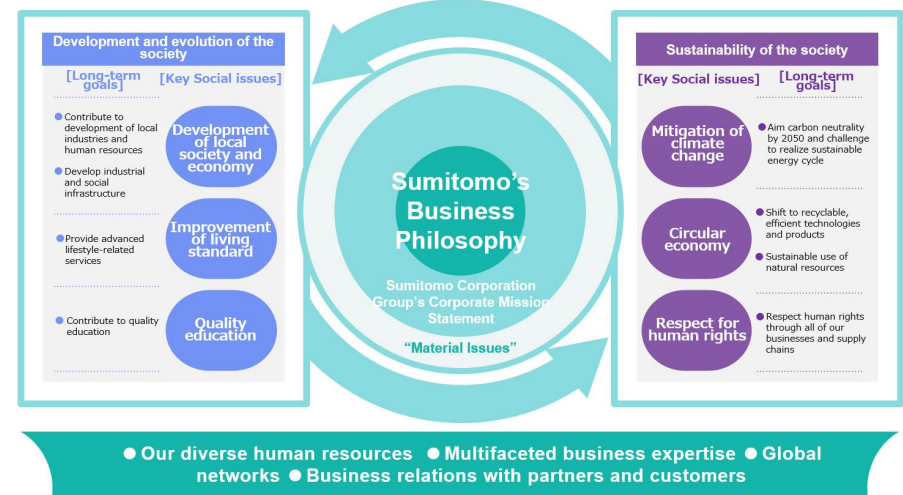 Development and evolution of the
society
[Long-term
goals]
[Key Social issues]
Contribute to
development of local
industries and
human resources
Develop industrial
and social
infrastructure
Development
of local
society and
economy
Provide advanced
lifestyle-related
services
Improvement
of living
standard
Contribute to quality
education
Quality
education
Sumitomo's
Business
Philosophy
Sumitomo Corporation
Group's Corporate Mission
Statement
"Material Issues"
Sustainability of the society
[Key Social issues]
[Long-term
goals]
Mitigation of
climate
change
Aim carbon neutrality
by 2050 and challenge
to realize sustainable
energy cycle
Circular
economy
Shift to recyclable,
efficient technologies
and products
Sustainable use of
natural resources
Respect for
human rights
Respect human rights
through all of our
businesses and supply
chains
● Our diverse human resources ● Multifaceted business expertise ● Global
networks ● Business relations with partners and customers